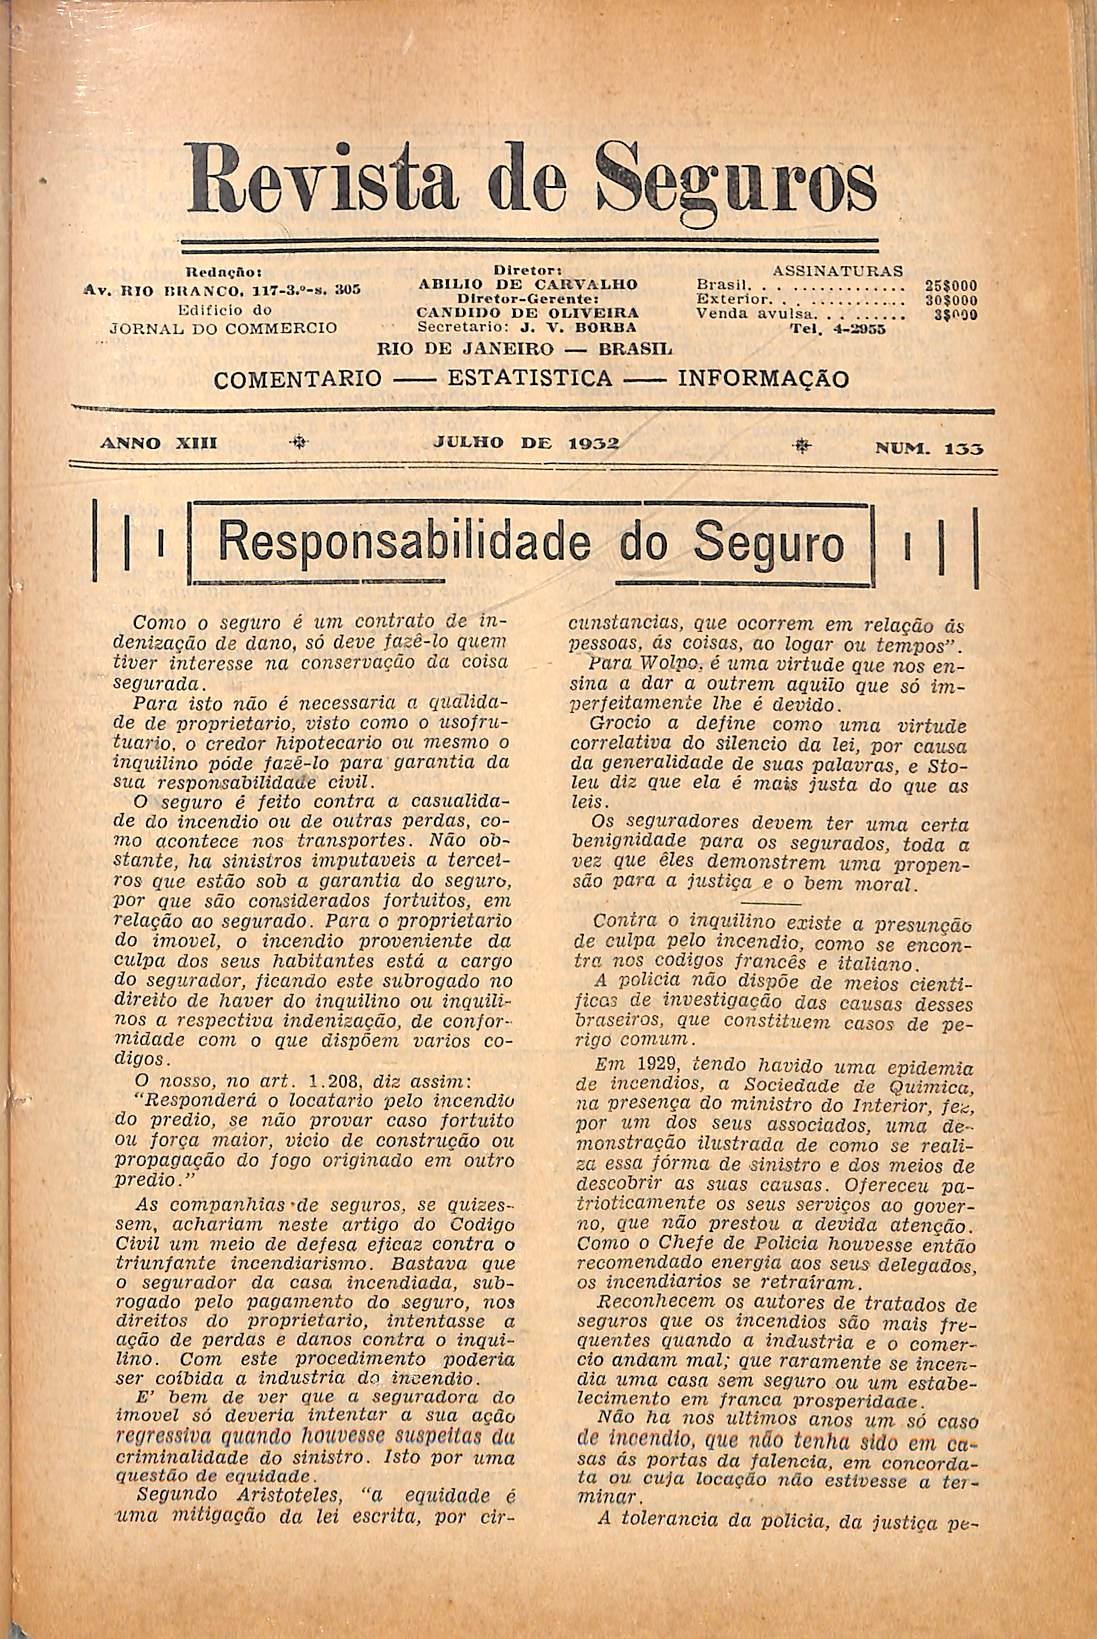 Revista de Seguros
Redação:
Av. RIO BRANCO, 117-3.º-s. 305
Edificio do
JORNAL DO COMMERCIO
Diretor:
ABILIO DE CARVALHO
Diretor-Gerente:
CANDIDO DE OLIVEIRA
Secretario: J. V. BORBA
ASSINATURAS
Brasil. . . .............. 25$000
Exterior. . . ............ 30$000
Venda avulsa. . . ........ 3$000
Tel. 4-2955
RIO DE JANEIRO — BRASIL
COMENTARIO — ESTATISTICA — INFORMAÇÃO
ANNO XIII JULHO DE 1932 NUM. 133
Responsabilidade do Seguro
Como o seguro é um contrato de in-
denização de dano, só deve fazê-lo quem
tiver interesse na conservação da coisa
segurada.
Para isto não é necessaria a qualida-
de de proprietario, visto como o usofru-
tuario, o credor hipotecario ou mesmo o
inquilino póde fazê-lo para garantia da
sua responsabilidade civil.
O seguro é feito contra a casualida-
de do incendio ou de outras perdas, co-
mo acontece nos transportes. Não ob-
stante, ha sinistros imputaveis a tercei-
ros que estão sob a garantia do seguro,
por que são considerados fortuitos, em
relação ao segurado. Para o proprietario
do imovel, o incendio proveniente da
culpa dos seus habitantes está a cargo
do segurador, ficando este subrogado no
direito de haver do inquilino ou inquili-
nos a respectiva indenização, de confor-
midade com o que dispõem varios co-
digos.
O nosso, no art. 1.208, diz assim:
"Responderá o locatario pelo incendio
do predio, se não provar caso fortuito
ou força maior, vicio de construção ou
propagação do fogo originado em outro
predio."
As companhias de seguros, se quizes-
sem, achariam neste artigo do Codigo
Civil um meio de defesa eficaz contra o
triunfante incendiarismo. Bastava que
o segurador da casa incendiada, sub-
rogado pelo pagamento do seguro, nos
direitos do proprietario, intentasse a
ação de perdas e danos contra o inqui-
lino. Com este procedimento poderia
ser coibida a industria do incendio.
E' bem de ver que a seguradora do
imovel só deveria intentar a sua ação
regressiva quando houvesse suspeitas da
criminalidade do sinistro. Isto por uma
questão de equidade.
Segundo Aristoteles, "a equidade é
uma mitigação da lei escrita, por cir-
cunstancias, que ocorrem em relação ás
pessoas, ás coisas, ao logar ou tempos".
Para Wolpo, é uma virtude que nos en-
sina a dar a outrem aquilo que só im-
perfeitamente lhe é devido.
Grocio a define como uma virtude
correlativa do silencio da lei, por causa
da generalidade de suas palavras, e Sto-
leu diz que ela é mais justa do que as
leis.
Os seguradores devem ter uma certa
benignidade para os segurados, toda a
vez que êles demonstrem uma propen-
são para a justiça e o bem moral.
Contra o inquilino existe a presunção
de culpa pelo incendio, como se encon-
tra nos codigos francês e italiano.
A policia não dispõe de meios cienti-
ficos de investigação das causas desses
braseiros, que constituem casos de pe-
rigo comum.
Em 1929, tendo havido uma epidemia
de incendios, a Sociedade de Quimica,
na presença do ministro do Interior, fez,
por um dos seus associados, uma de-
monstração ilustrada de como se reali-
za essa fórma de sinistro e dos meios de
descobrir as suas causas. Ofereceu pa-
trioticamente os seus serviços ao gover-
no, que não prestou a devida atenção.
Como o Chefe de Policia houvesse então
recomendado energia aos seus delegados,
os incendiarios se retraíram.
Reconhecem os autores de tratados de
seguros que os incendios são mais fre-
quentes quando a industria e o comer-
cio andam mal; que raramente se incen-
dia uma casa sem seguro ou um estabe-
lecimento em franca prosperidade.
Não ha nos ultimos anos um só caso
de incendio, que não tenha sido em ca-
sas ás portas da falencia, em concorda-
ta ou cuja locação não estivesse a ter-
minar.
A tolerancia da policia, da justiça pe-